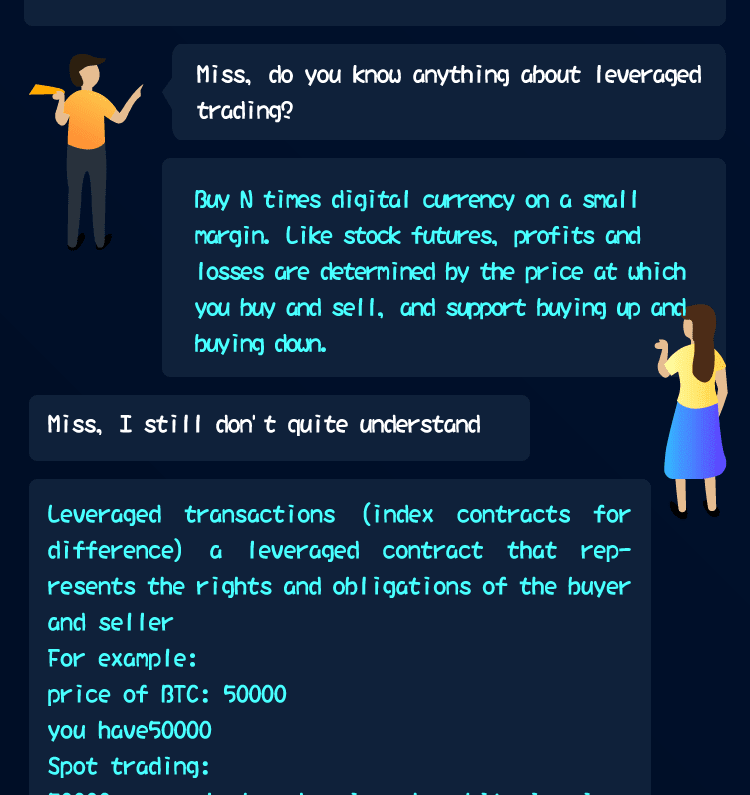 Miss, do you know anything about leveraged
trading?
Buy N times digital currency on a small
margin. Like stock futures, profits and
losses are determined by the price at which
you buy and sell, and support buying up and
buying down.
Miss, I still don't quite understand
Leveraged transactions (index contracts for
difference) a leveraged contract that rep-
resents the rights and obligations of the buyer
and seller
For example:
price of BTC: 50000
you have50000
Spot trading: